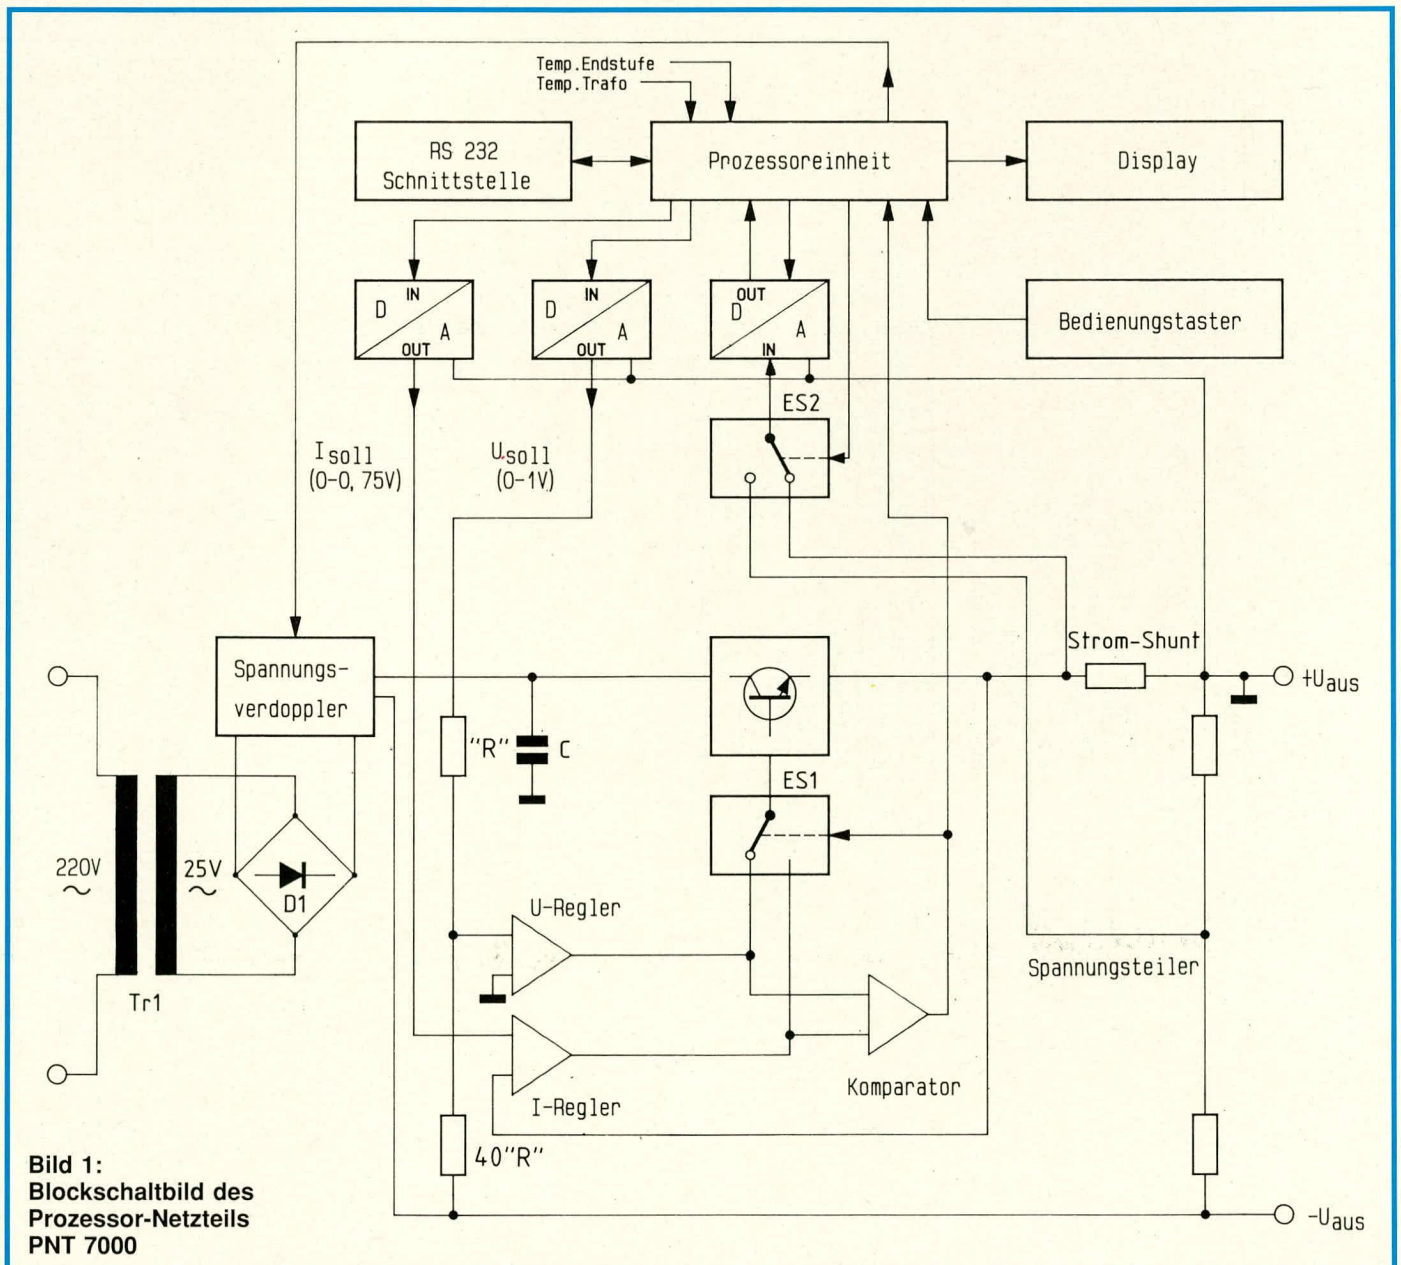 Temp.Endstufe
Temp.Trafo
RS 232
Schnittstelle
Prozessoreinheit
Display
IN
D
A
OUT
IN
D
A
OUT
OUT
D
A
IN
Bedienungstaster
ES2
I soll
(0-0,75V)
U soll
(0-1V)
Spannungs-
verdoppler
Strom-Shunt
+Uaus
"R"
C
ES1
220V
~
25V
~
D1
U-Regler
Spannungsteiler
Tr1
Komparator
I-Regler
40"R"
-Uaus
Bild 1:
Blockschaltbild des
Prozessor-Netzteils
PNT 7000